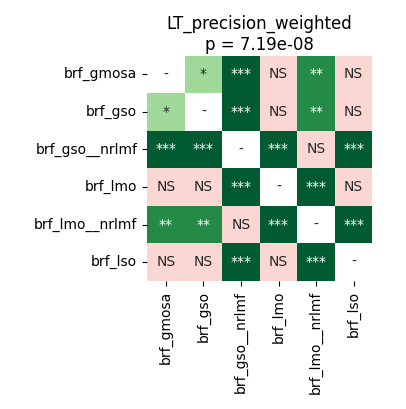 LT_precision_weighted
p = 7.19e-08
brf_gmosa - * *** NS ** NS
brf_gso * - *** NS ** NS
brf_gso__nrlmf *** *** - *** NS ***
brf_lmo NS NS *** - *** NS
brf_lmo__nrlmf ** ** NS *** - ***
brf_lso NS NS *** NS *** -
brf_gmosa
brf_gso
brf_gso__nrlmf
brf_lmo
brf_lmo__nrlmf
brf_lso